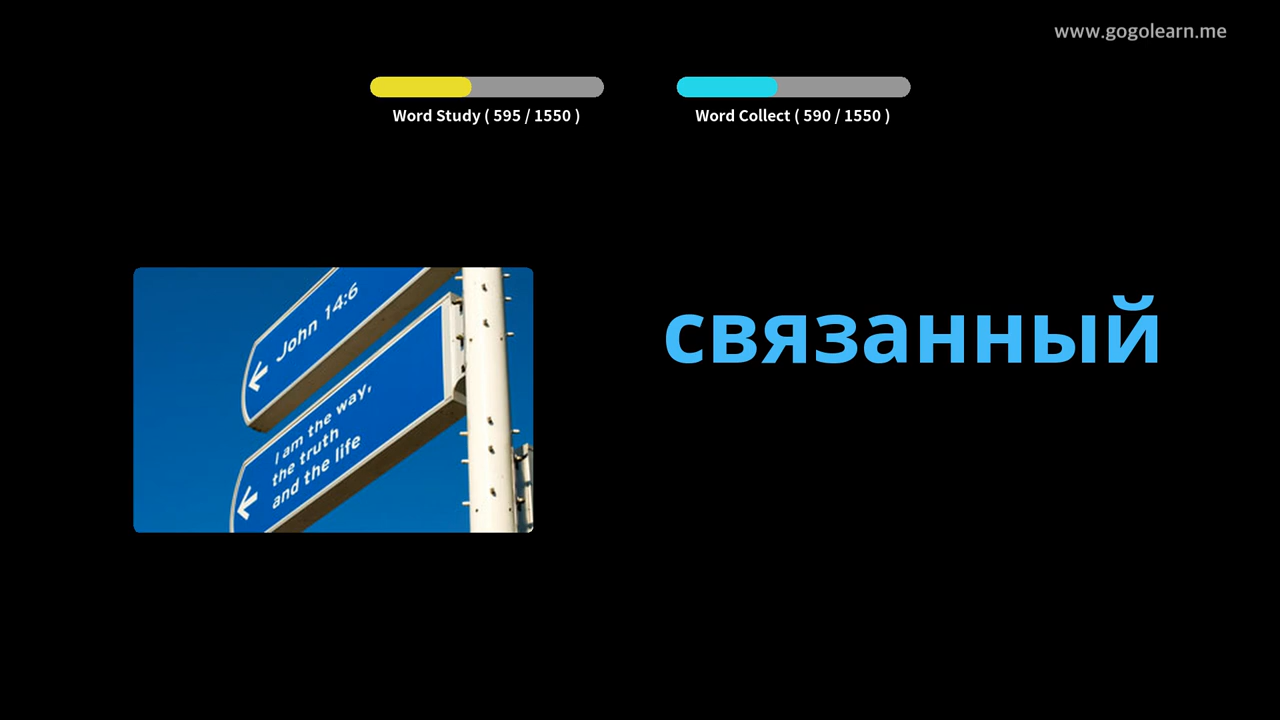 www.gogolearn.me
Word Study ( 595 / 1550 )
Word Collect ( 590 / 1550 )
John 14:6
I am the way,
the truth
and the life
связанный